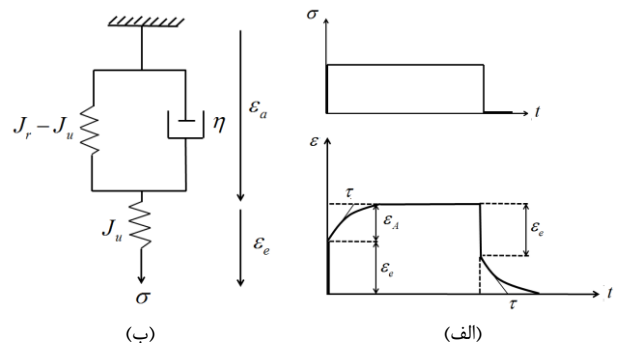 ε_a
J_r − J_u
η
J_u
ε_e
σ
(ب)
σ
t
ε
τ
ε_A
ε_e
ε_e
τ
t
(الف)